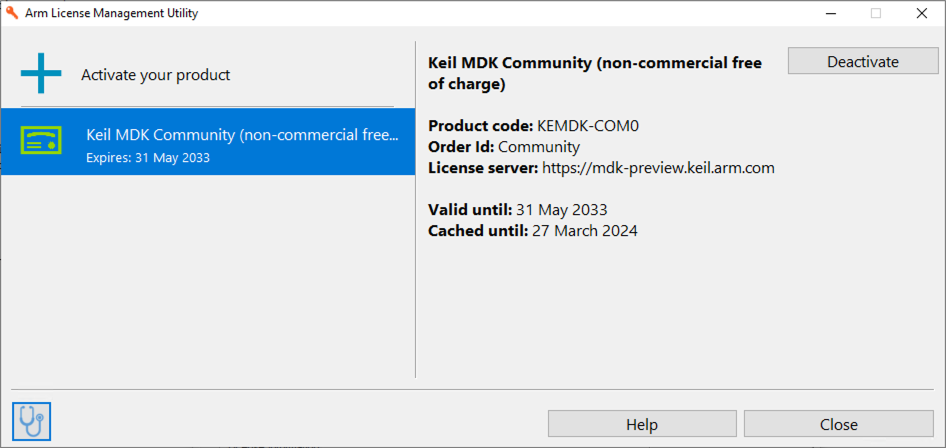 Arm License Management Utility
Activate your product
Keil MDK Community (non-commercial free...
Expires: 31 May 2033
Keil MDK Community (non-commercial free
of charge)
Deactivate
Product code: KEMDK-COM0
Order Id: Community
License server: https://mdk-preview.keil.arm.com
Valid until: 31 May 2033
Cached until: 27 March 2024
Help
Close